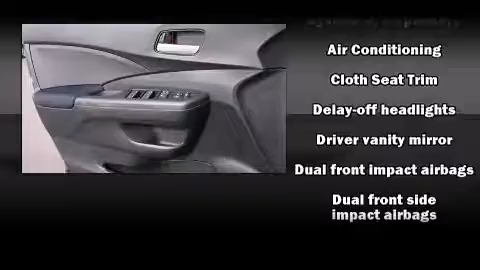 Air Conditioning
Cloth Seat Trim
Delay-off headlights
Driver vanity mirror
Dual front impact airbags
Dual front side
impact airbags